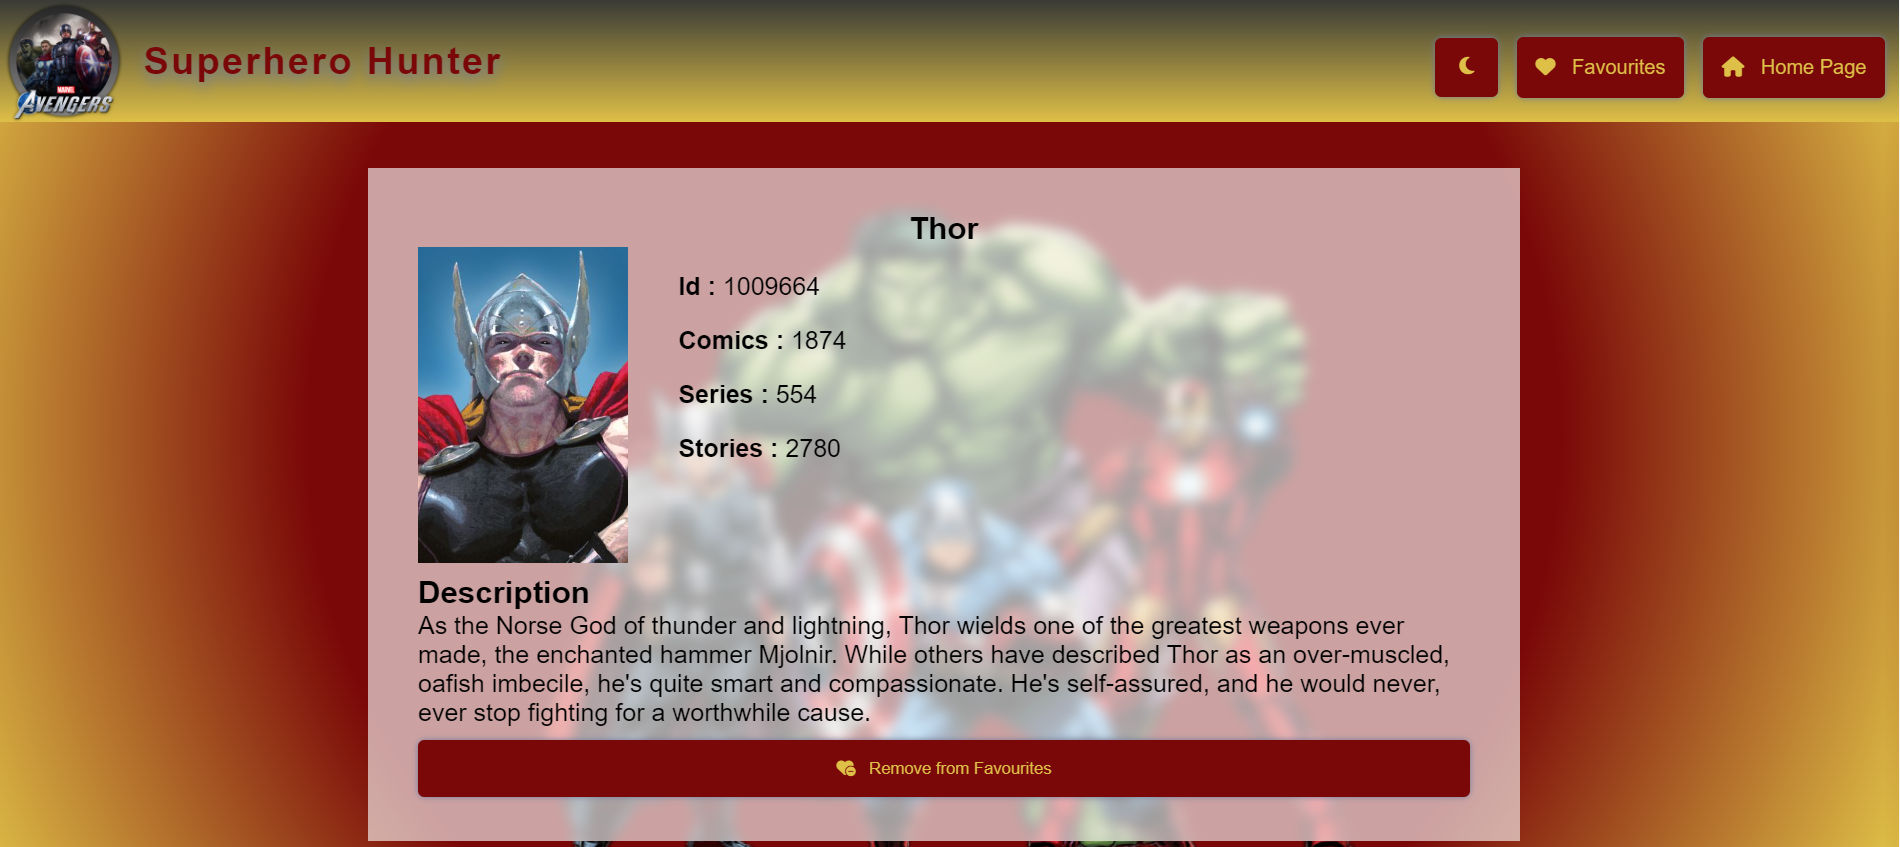 MARVEL
AVENGERS
Superhero Hunter
Favourites
Home Page
Thor
Id : 1009664
Comics : 1874
Series : 554
Stories : 2780
Description
As the Norse God of thunder and lightning, Thor wields one of the greatest weapons ever
made, the enchanted hammer Mjolnir. While others have described Thor as an over-muscled,
oafish imbecile, he's quite smart and compassionate. He's self-assured, and he would never,
ever stop fighting for a worthwhile cause.
Remove from Favourites